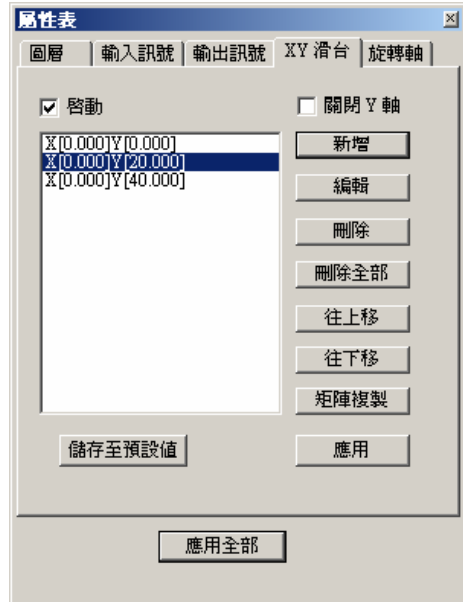 屬性表
圖層 輸入訊號 輸出訊號 XY 滑台 旋轉軸
啓動 關閉 Y 軸
X[0.000]Y[0.000]
X[0.000]Y[20.000]
X[0.000]Y[40.000]
新增
編輯
刪除
刪除全部
往上移
往下移
矩陣複製
儲存至預設值 應用
應用全部